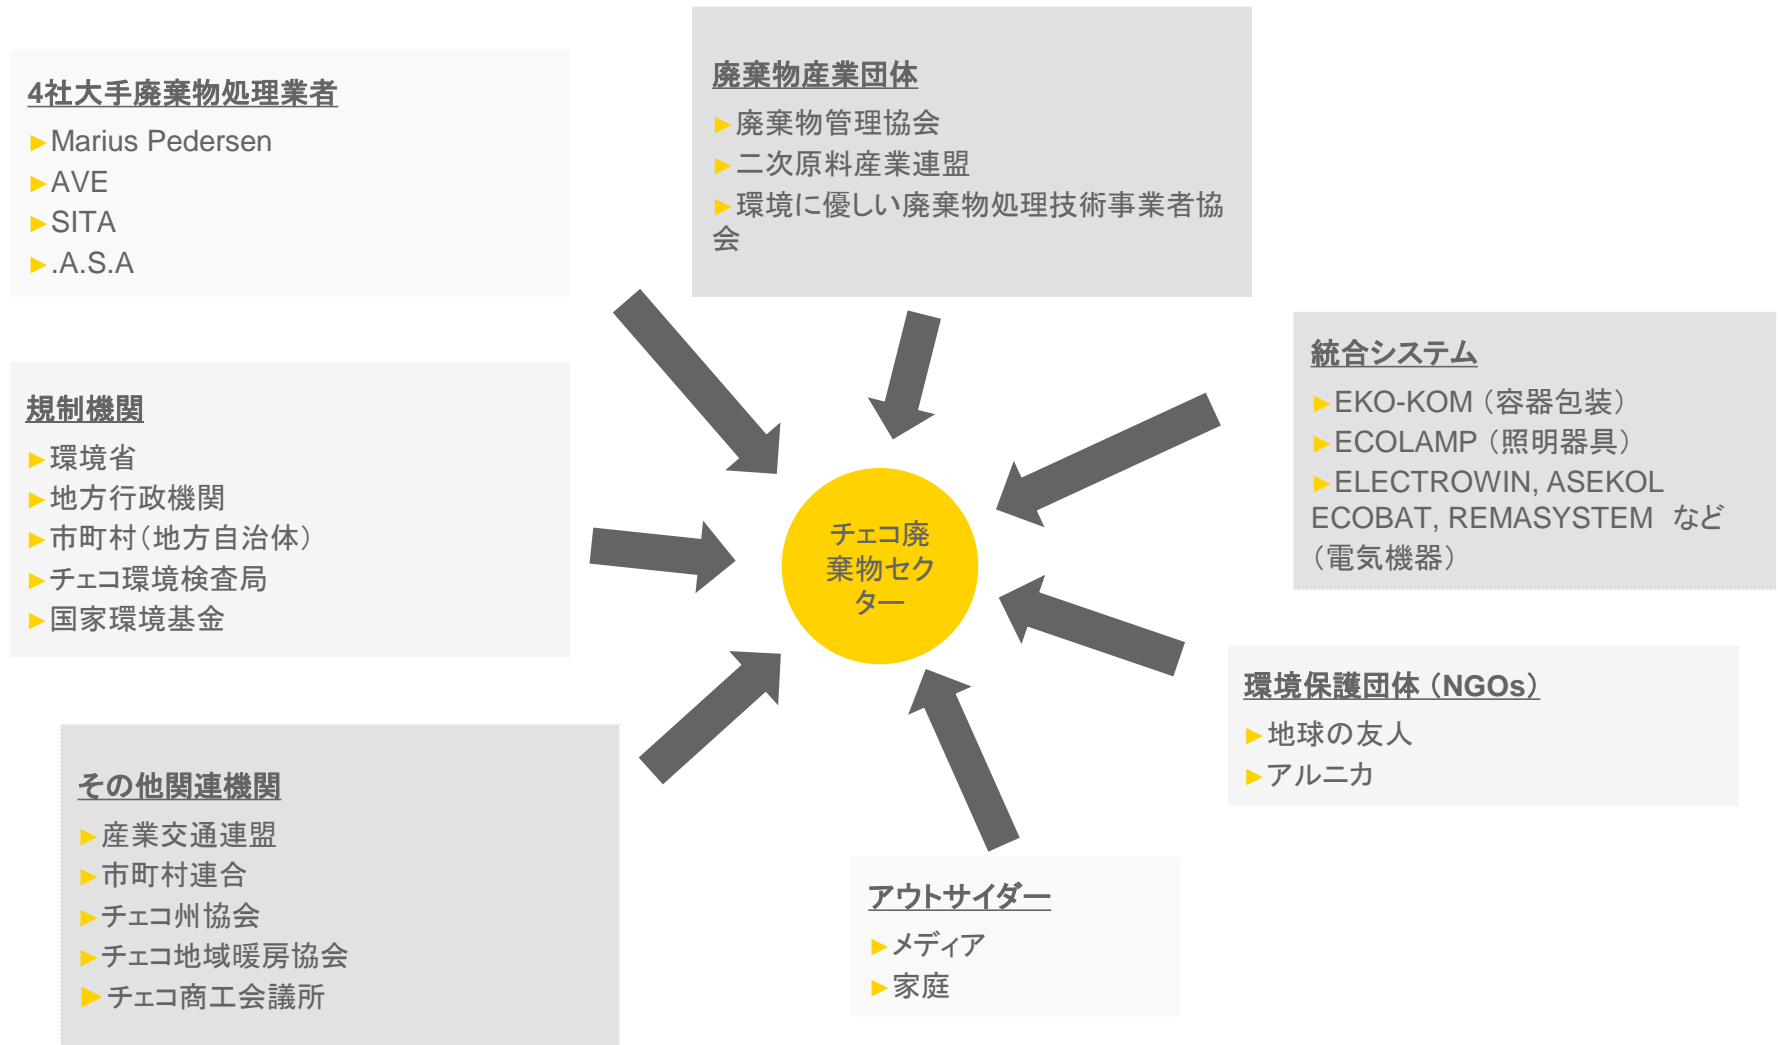 4社大手廃棄物処理業者
►Marius Pedersen
►AVE
►SITA
►.A.S.A
廃棄物産業団体
►廃棄物管理協会
►二次原料産業連盟
►環境に優しい廃棄物処理技術事業者協
会
規制機関
►環境省
►地方行政機関
►市町村（地方自治体）
►チェコ環境検査局
►国家環境基金
統合システム
►EKO-KOM（容器包装）
►ECOLAMP（照明器具）
►ELECTROWIN, ASEKOL
ECOBAT, REMASYSTEM など
（電気機器）
チェコ廃
棄物セク
ター
環境保護団体（NGOs）
►地球の友人
►アルニカ
その他関連機関
►産業交通連盟
►市町村連合
►チェコ州協会
►チェコ地域暖房協会
►チェコ商工会議所
アウトサイダー
►メディア
►家庭